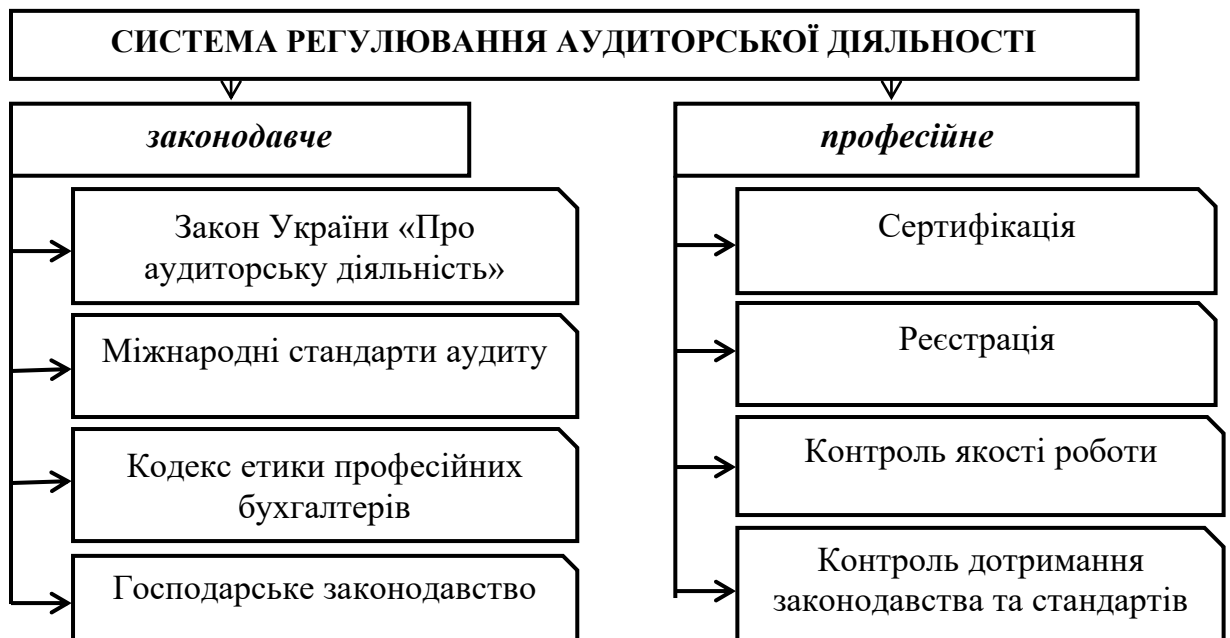 СИСТЕМА РЕГУЛЮВАННЯ АУДИТОРСЬКОЇ ДІЯЛЬНОСТІ
законодавче
Закон України «Про
аудиторську діяльність»
Міжнародні стандарти аудиту
Кодекс етики професійних
бухгалтерів
Господарське законодавство
професійне
Сертифікація
Реєстрація
Контроль якості роботи
Контроль дотримання
законодавства та стандартів